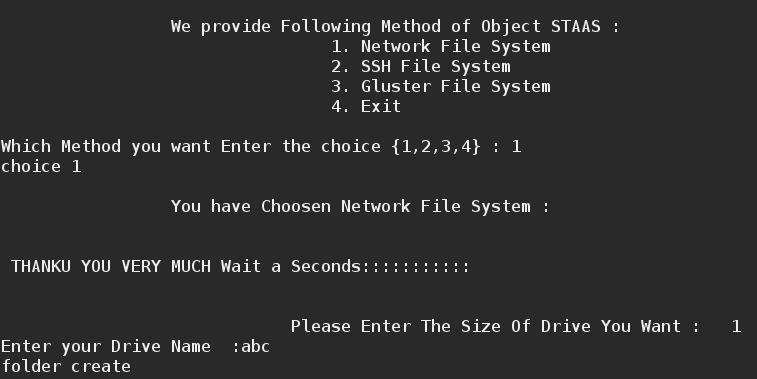 We provide Following Method of Object STAAS :
1. Network File System
2. SSH File System
3. Gluster File System
4. Exit
Which Method you want Enter the choice {1,2,3,4} : 1
choice 1
You have Choosen Network File System :
THANKU YOU VERY MUCH Wait a Seconds:::::::::::
Please Enter The Size Of Drive You Want : 1
Enter your Drive Name :abc
folder create